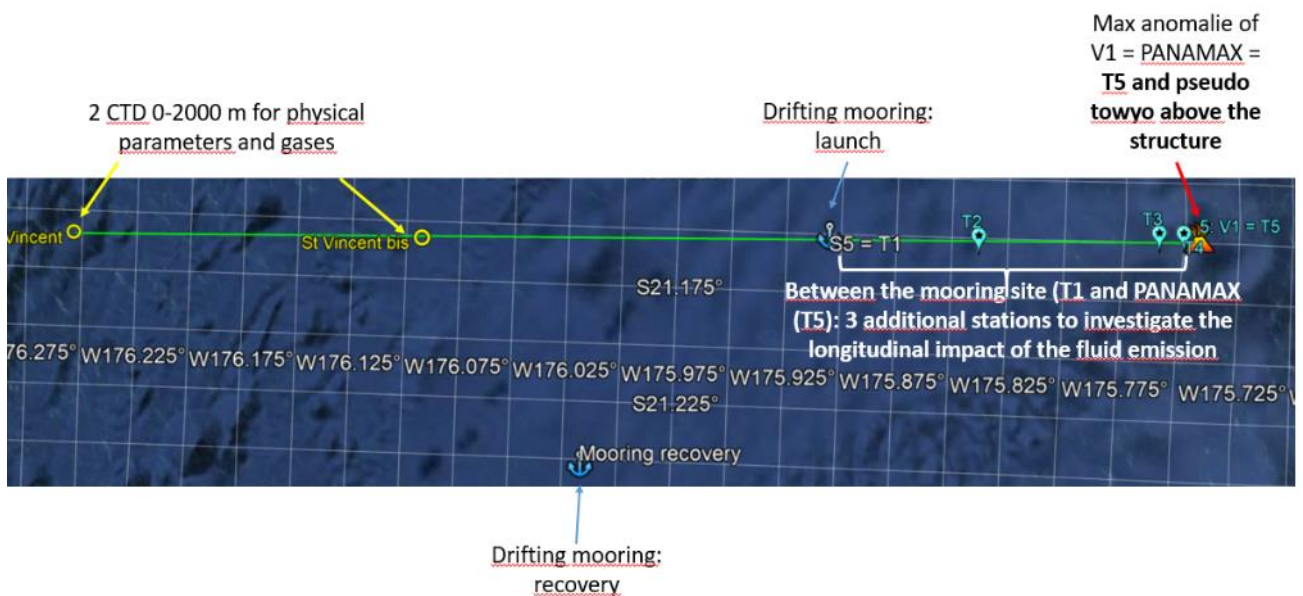 Max anomalie of
V1 = PANAMAX =
T5 and pseudo
towyo above the
structure
2 CTD 0-2000 m for physical
parameters and gases
Drifting mooring:
launch
Vincent
St Vincent bis
S5 = T1
T2
T3
T4
5: V1 = T5
S21.175°
Between the mooring site (T1 and PANAMAX
(T5): 3 additional stations to investigate the
longitudinal impact of the fluid emission
76.275° W176.225° W176.175° W176.125° W176.075° W176.025° W175.975° W175.925° W175.875° W175.825° W175.775° W175.725°
S21.225°
Mooring recovery
Drifting mooring:
recovery